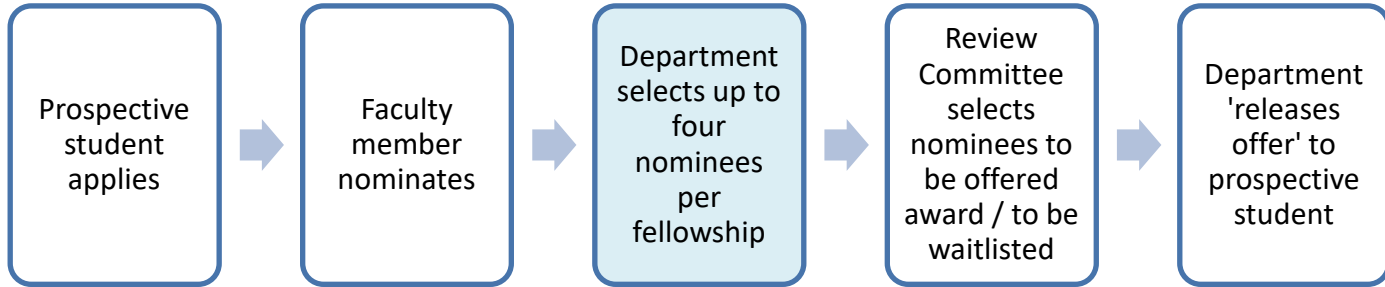 Prospective
student
applies
Faculty
member
nominates
Department
selects up to
four
nominees
per
fellowship
Review
Committee
selects
nominees to
be offered
award / to be
waitlisted
Department
'releases
offer' to
prospective
student